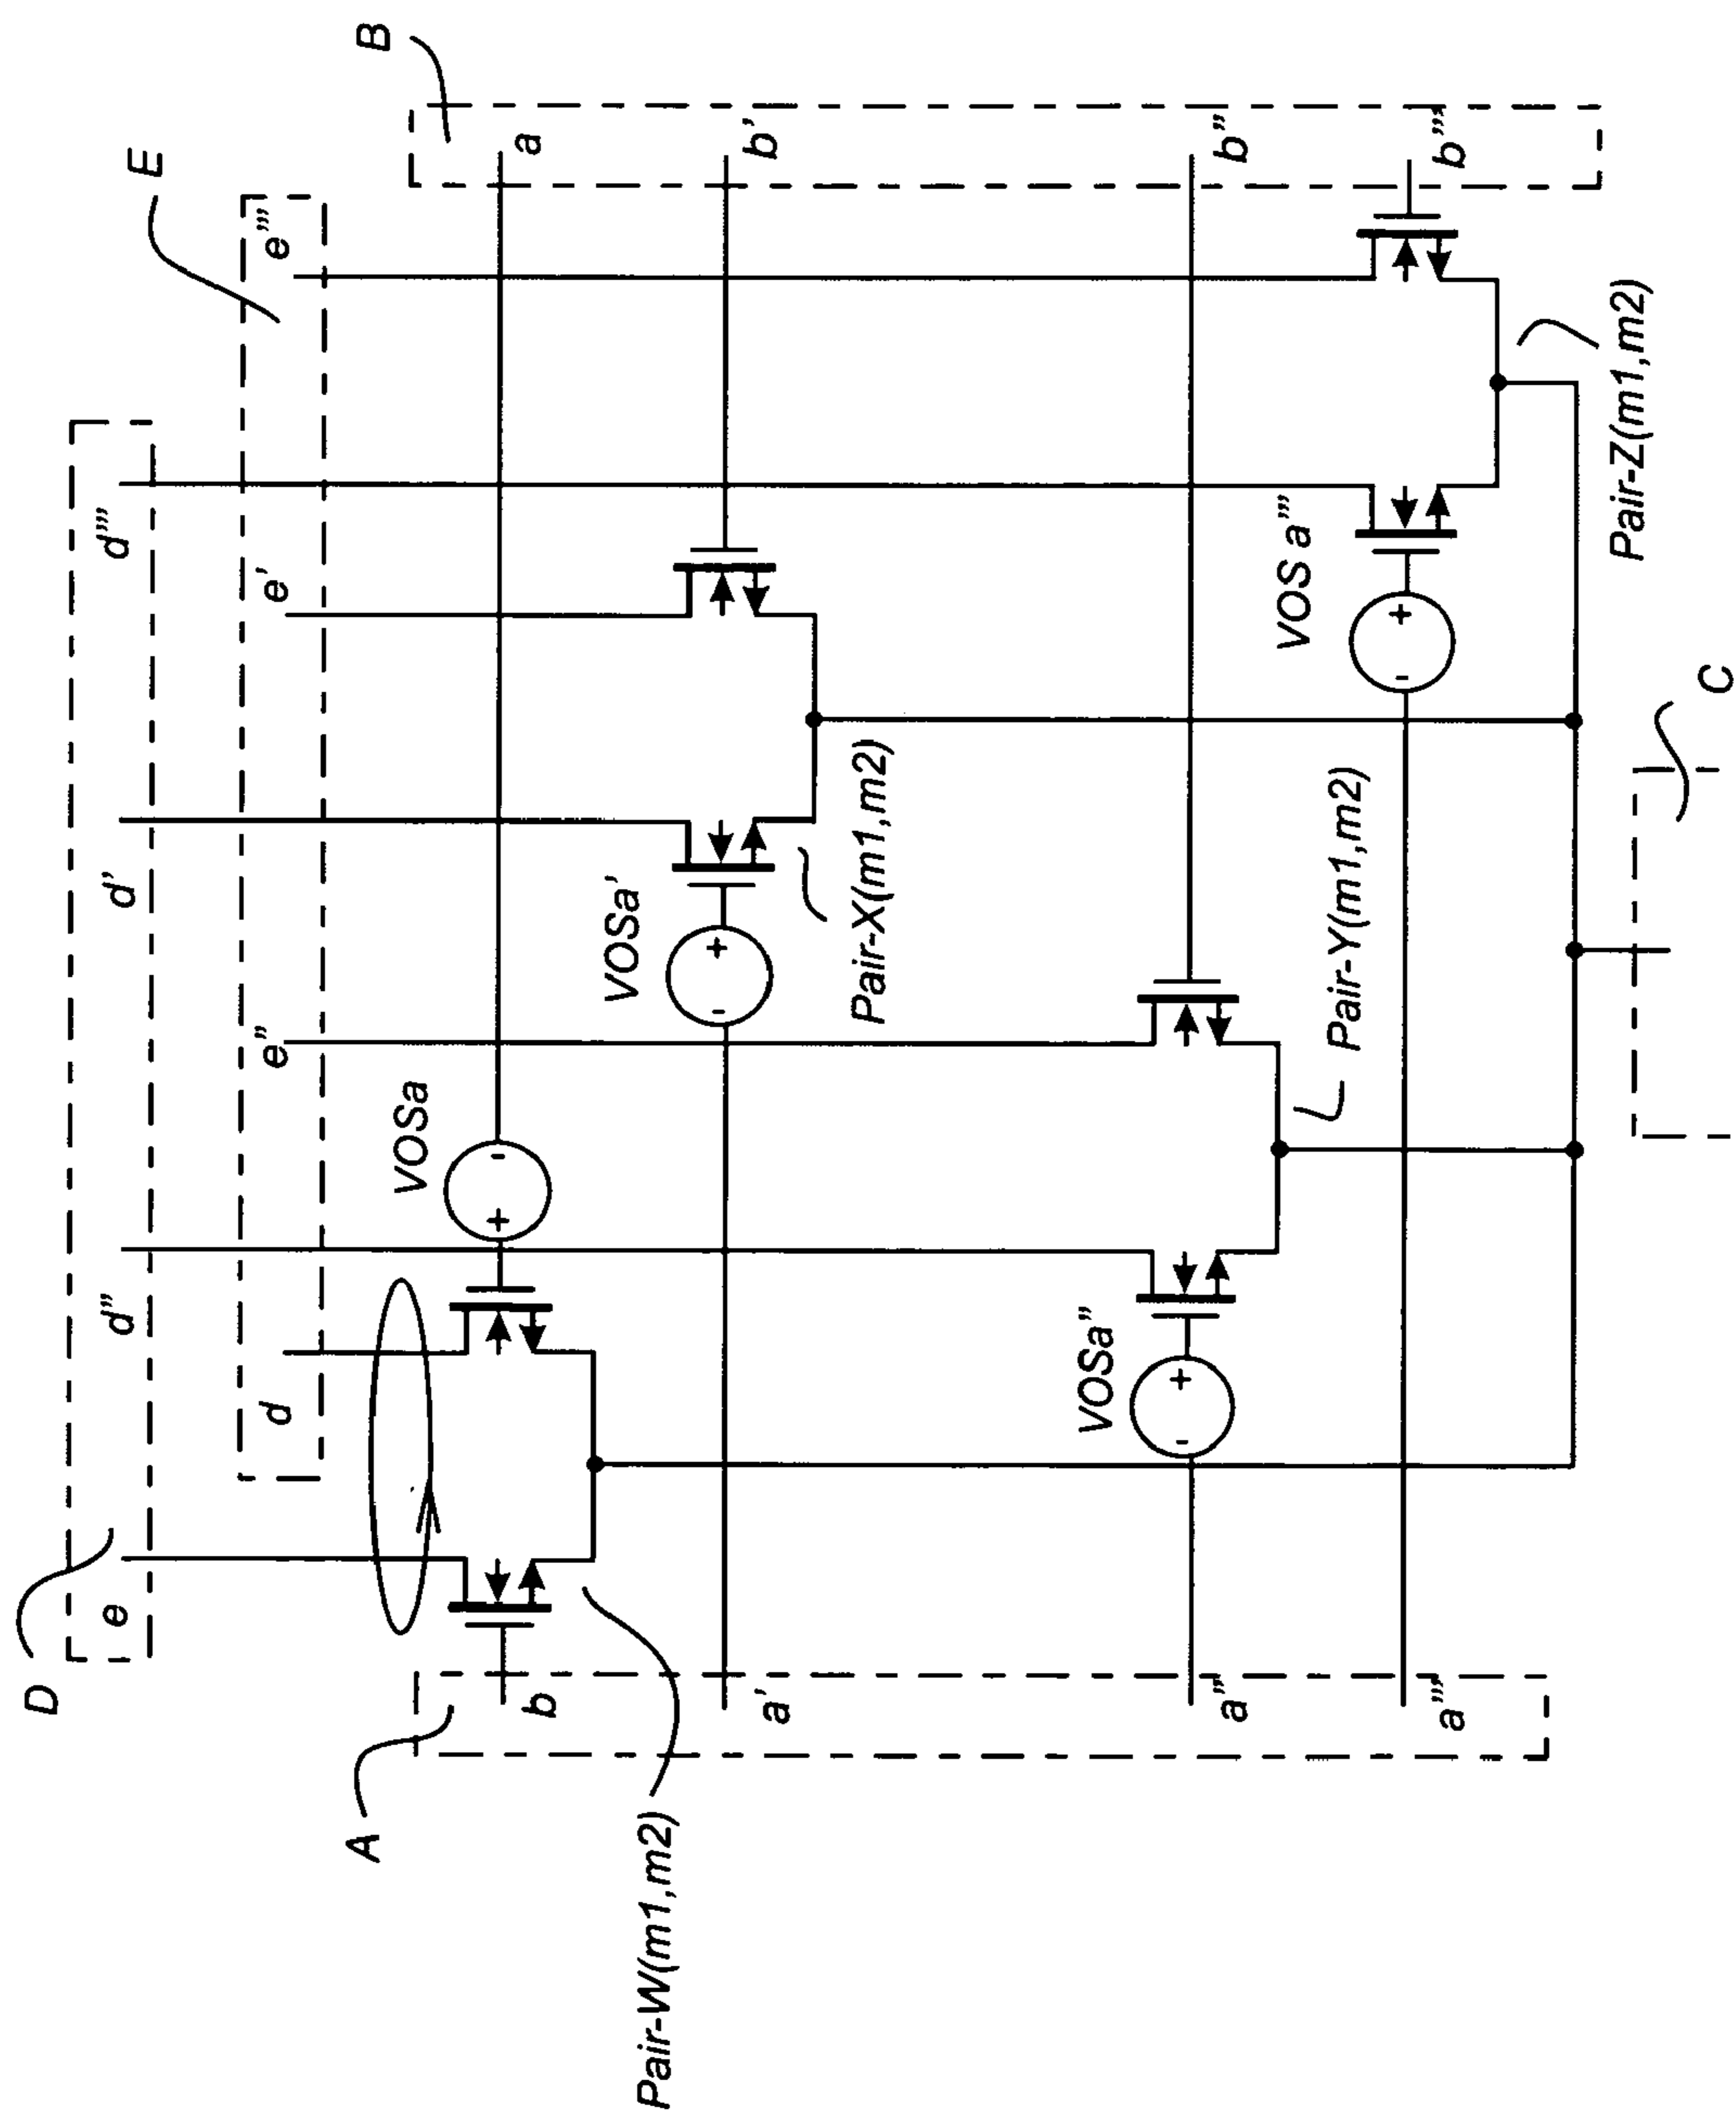 D
E
B
e
d''
d'
d'''
d
e''
e'
e'''
A
b
a'
a''
a'''
a
b'
b''
b'''
VOSa
+
-
VOSa'
-
+
VOSa''
-
+
VOS a'''
-
+
Pair-W(m1,m2)
Pair-X(m1,m2)
Pair-Y(m1,m2)
Pair-Z(m1,m2)
C